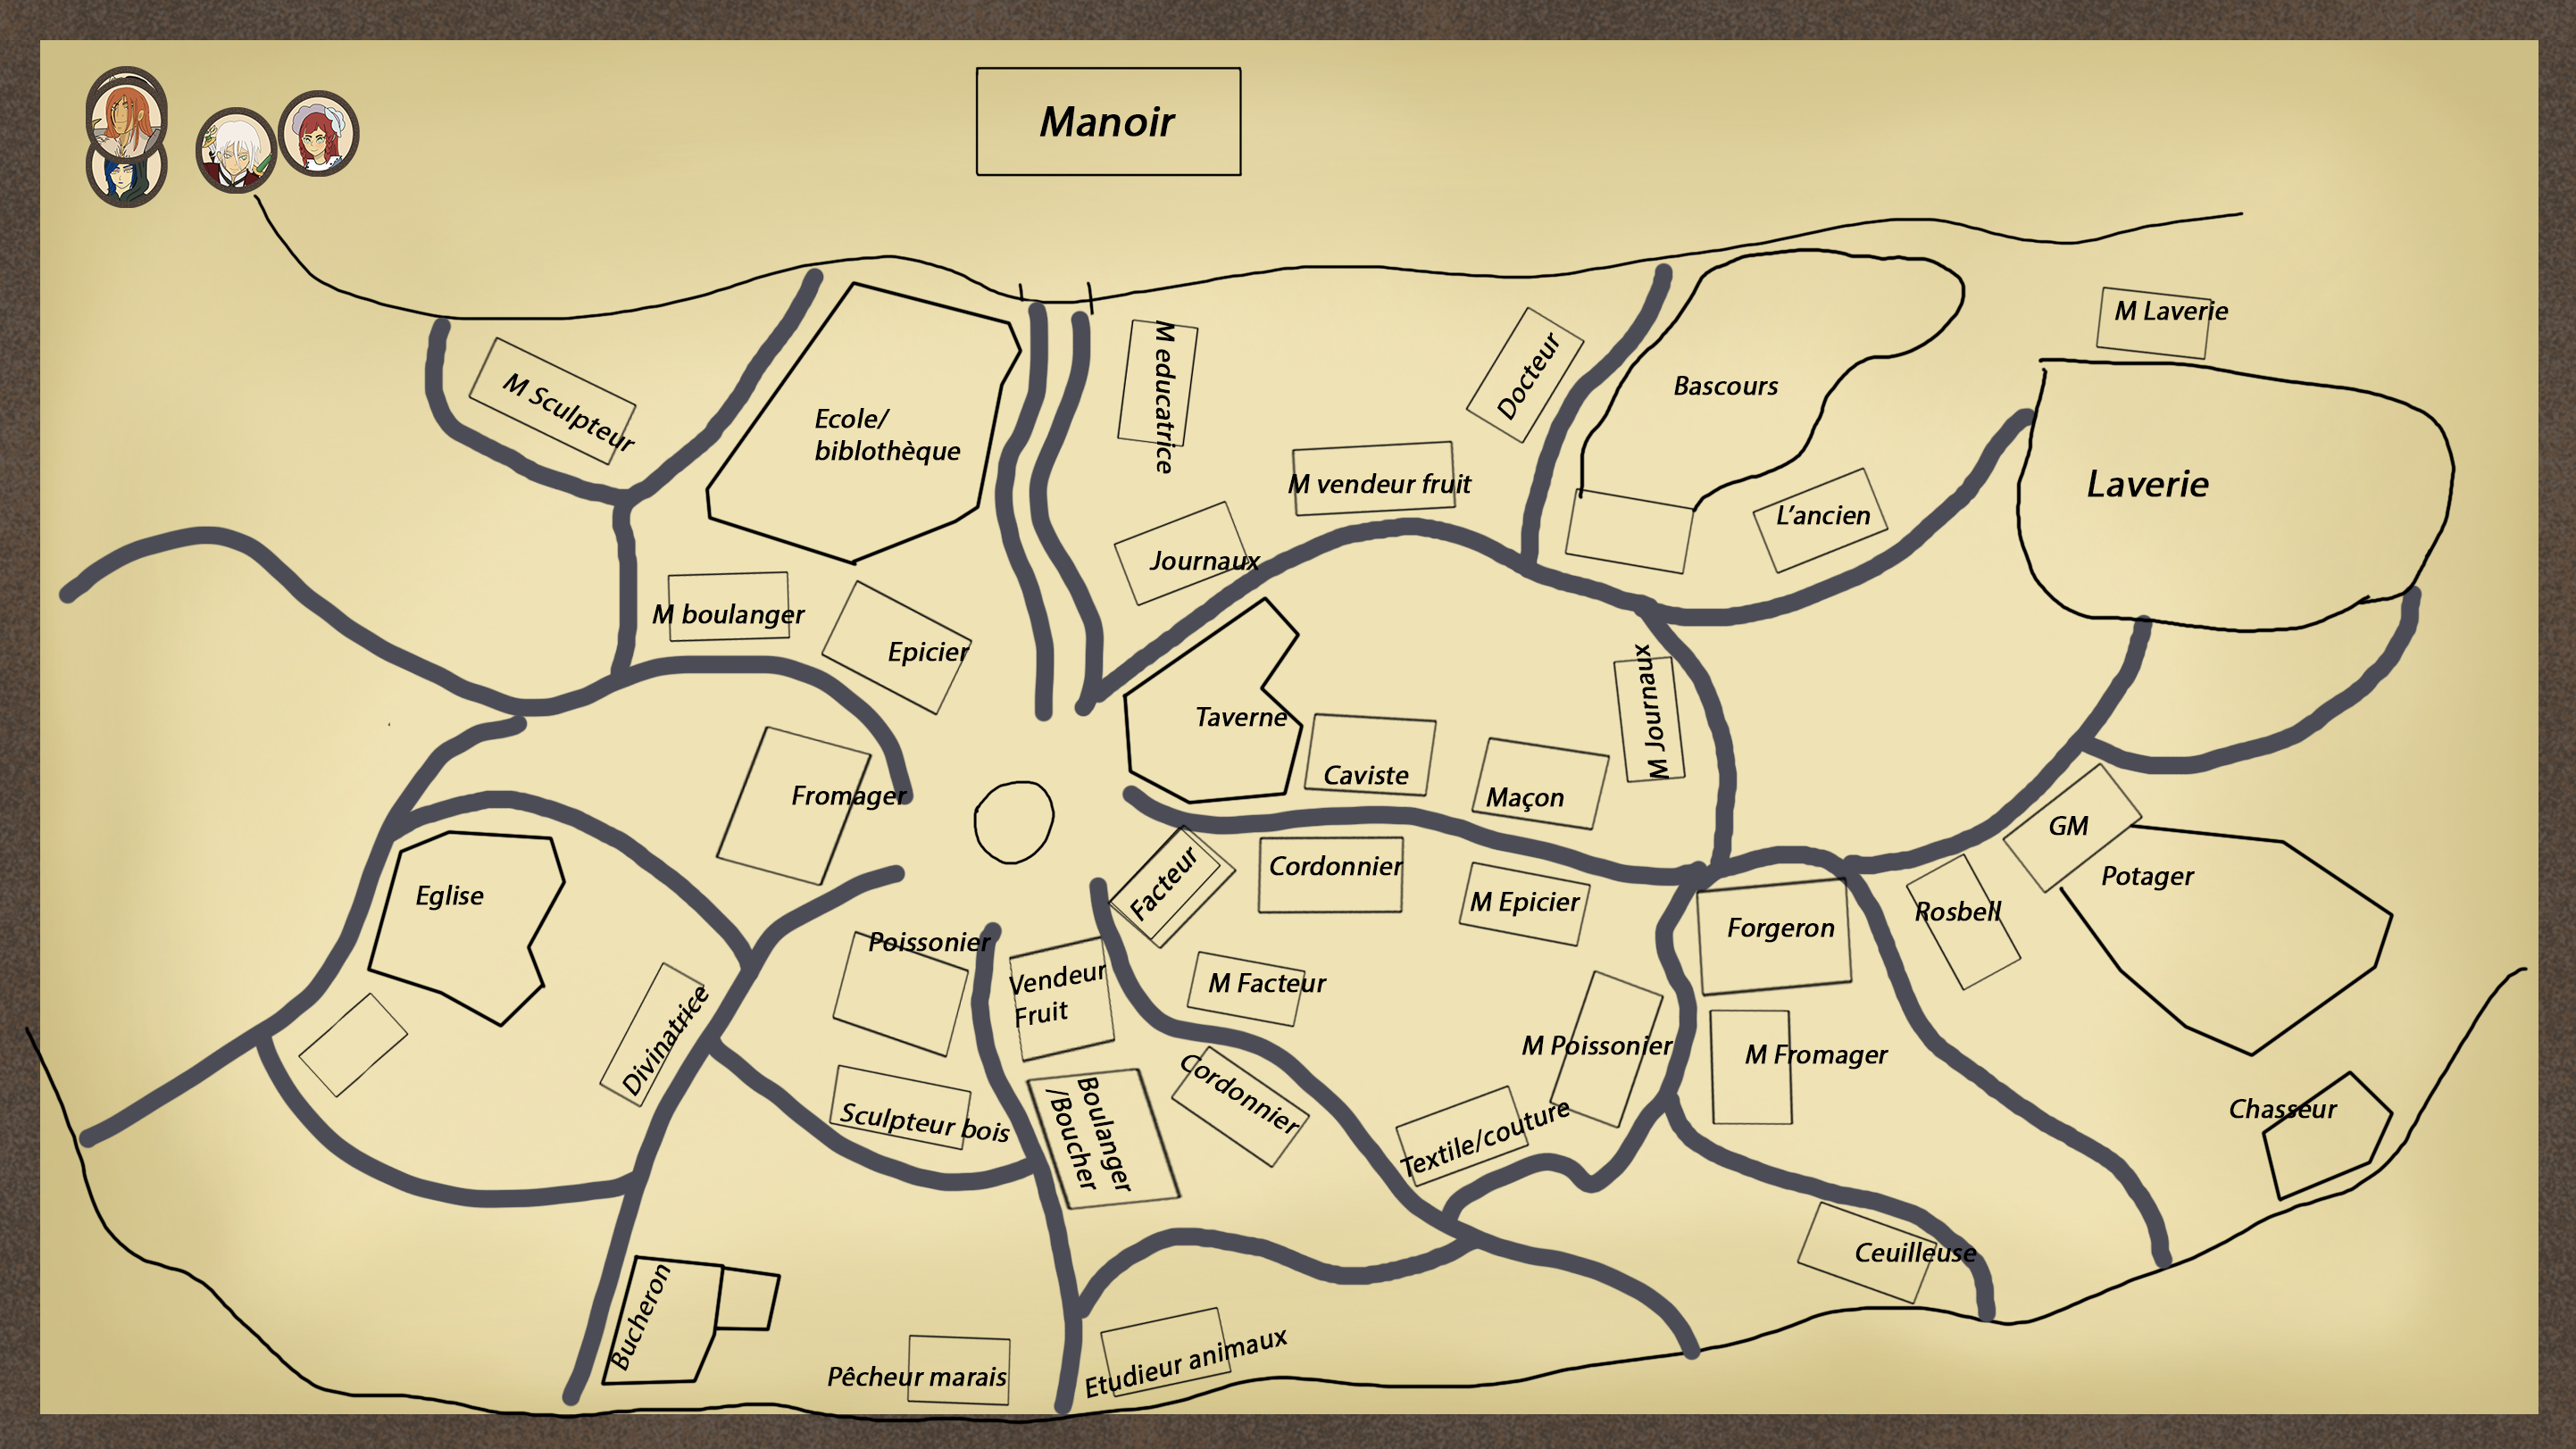 Manoir
M Laverie
M educatrice
Docteur
Bascours
M Sculpteur
Ecole/
biblothèque
M vendeur fruit
Laverie
L'ancien
Journaux
M boulanger
Epicier
Taverne
M Journaux
Caviste
Maçon
Fromager
GM
Potager
Facteur
Cordonnier
Eglise
M Epicier
Rosbell
Forgeron
Poissonier
Vendeur
Fruit
M Facteur
Divinatrice
M Poissonier
M Fromager
Cordonnier
Sculpteur bois
Boulanger
/Boucher
Textile/couture
Chasseur
Ceuilleuse
Bucheron
Pêcheur marais
Etudieur animaux